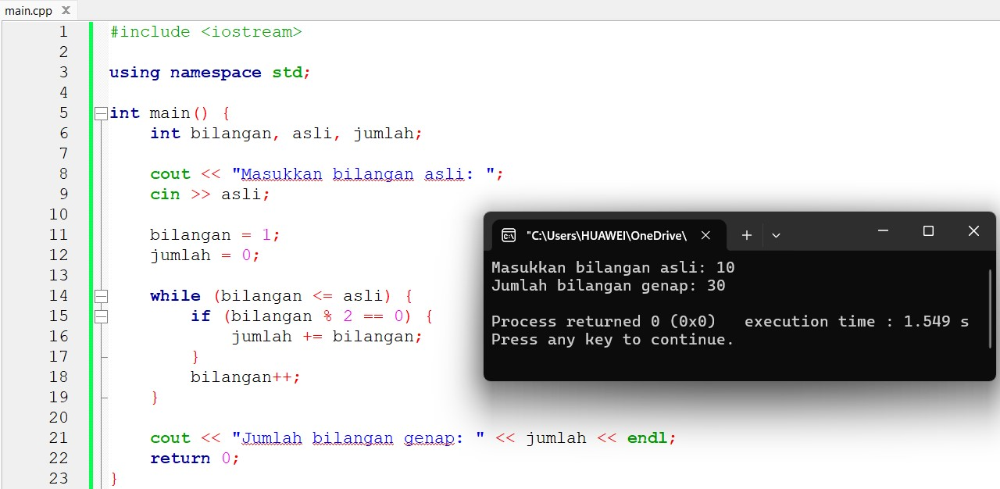 main.cpp
1 #include <iostream>
2
3 using namespace std;
4
5 int main() {
6 int bilangan, asli, jumlah;
7
8 cout << "Masukkan bilangan asli: ";
9 cin >> asli;
10
11 bilangan = 1;
12 jumlah = 0;
13
14 while (bilangan <= asli) {
15 if (bilangan % 2 == 0) {
16 jumlah += bilangan;
17 }
18 bilangan++;
19 }
20
21 cout << "Jumlah bilangan genap: " << jumlah << endl;
22 return 0;
23 }
"C:\Users\HUAWEI\OneDrive\
Masukkan bilangan asli: 10
Jumlah bilangan genap: 30
Process returned 0 (0x0) execution time : 1.549 s
Press any key to continue.